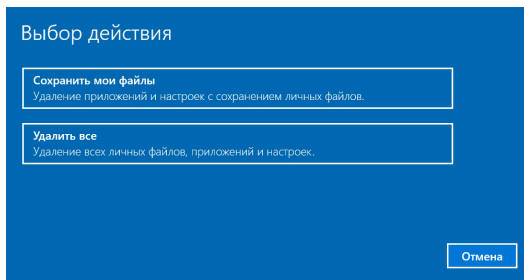 Выбор действия
Сохранить мои файлы
Удаление приложений и настроек с сохранением личных файлов.
Удалить все
Удаление всех личных файлов, приложений и настроек.
Отмена